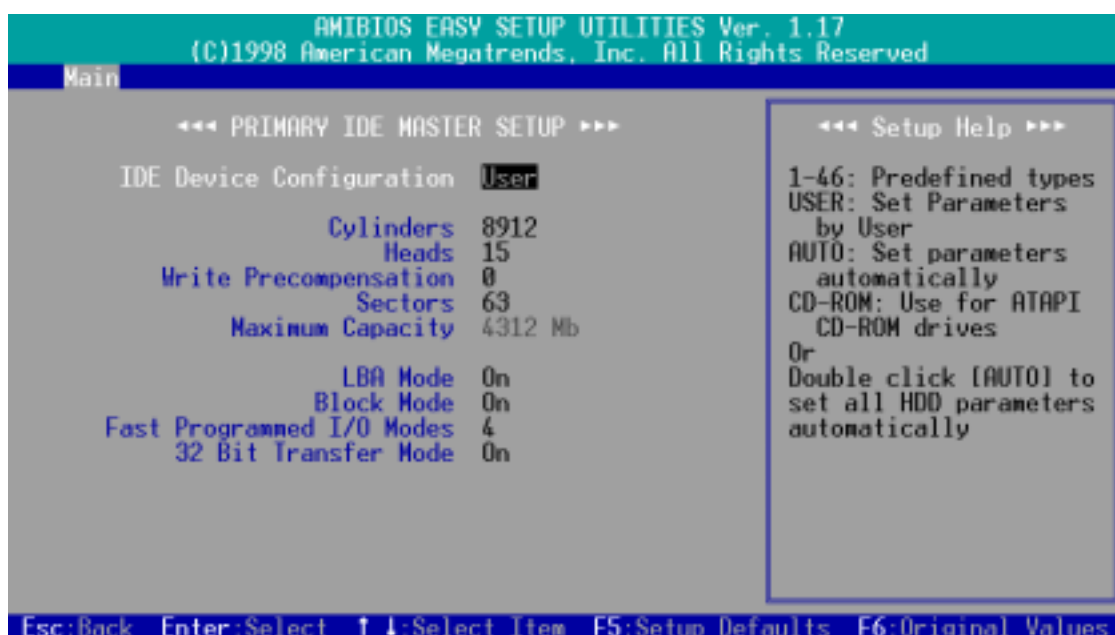 AMIBIOS EASY SETUP UTILITIES Ver. 1.17
(C)1998 American Megatrends, Inc. All Rights Reserved
Main
◄◄◄ PRIMARY IDE MASTER SETUP ►►►
IDE Device Configuration User
Cylinders 8912
Heads 15
Write Precompensation 0
Sectors 63
Maximum Capacity 4312 Mb
LBA Mode On
Block Mode On
Fast Programmed I/O Modes 4
32 Bit Transfer Mode On
◄◄◄ Setup Help ►►►
1-46: Predefined types
USER: Set Parameters
by User
AUTO: Set parameters
automatically
CD-ROM: Use for ATAPI
CD-ROM drives
Or
Double click [AUTO] to
set all HDD parameters
automatically
Esc:Back Enter:Select ↑ ↓:Select Item F5:Setup Defaults F6:Original Values